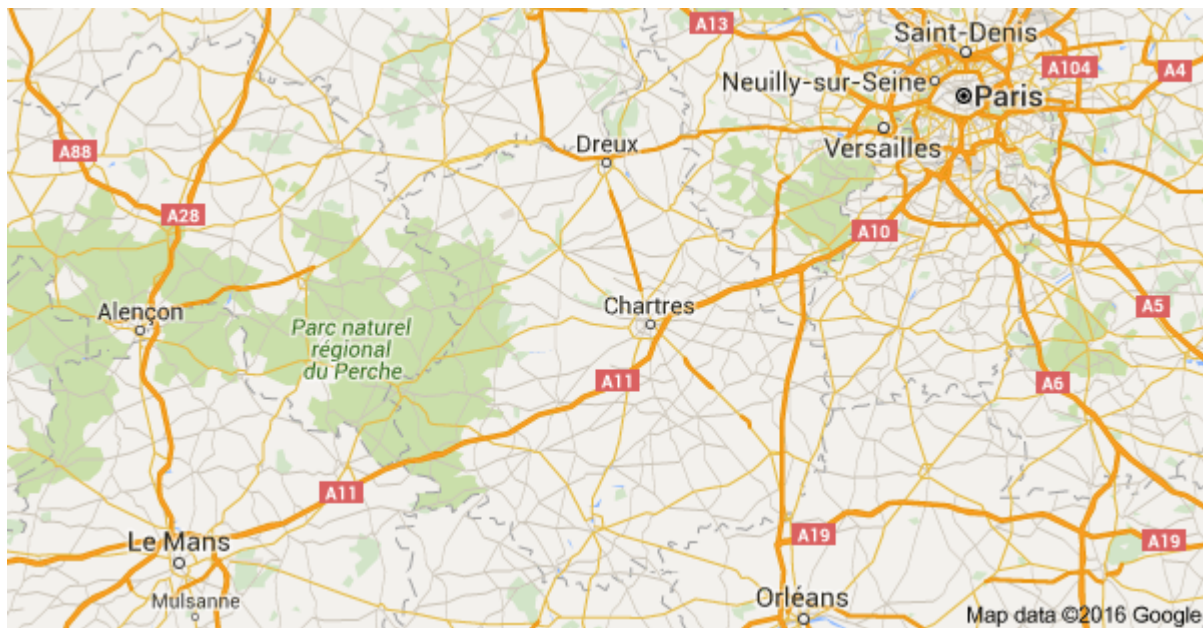 A13
Saint-Denis
A104
A4
Neuilly-sur-Seine
Paris
A88
Dreux
Versailles
A28
A10
Alençon
Chartres
A5
Parc naturel
régional
du Perche
A11
A6
A11
Le Mans
A19
A19
Mulsanne
Orléans
Map data ©2016 Google